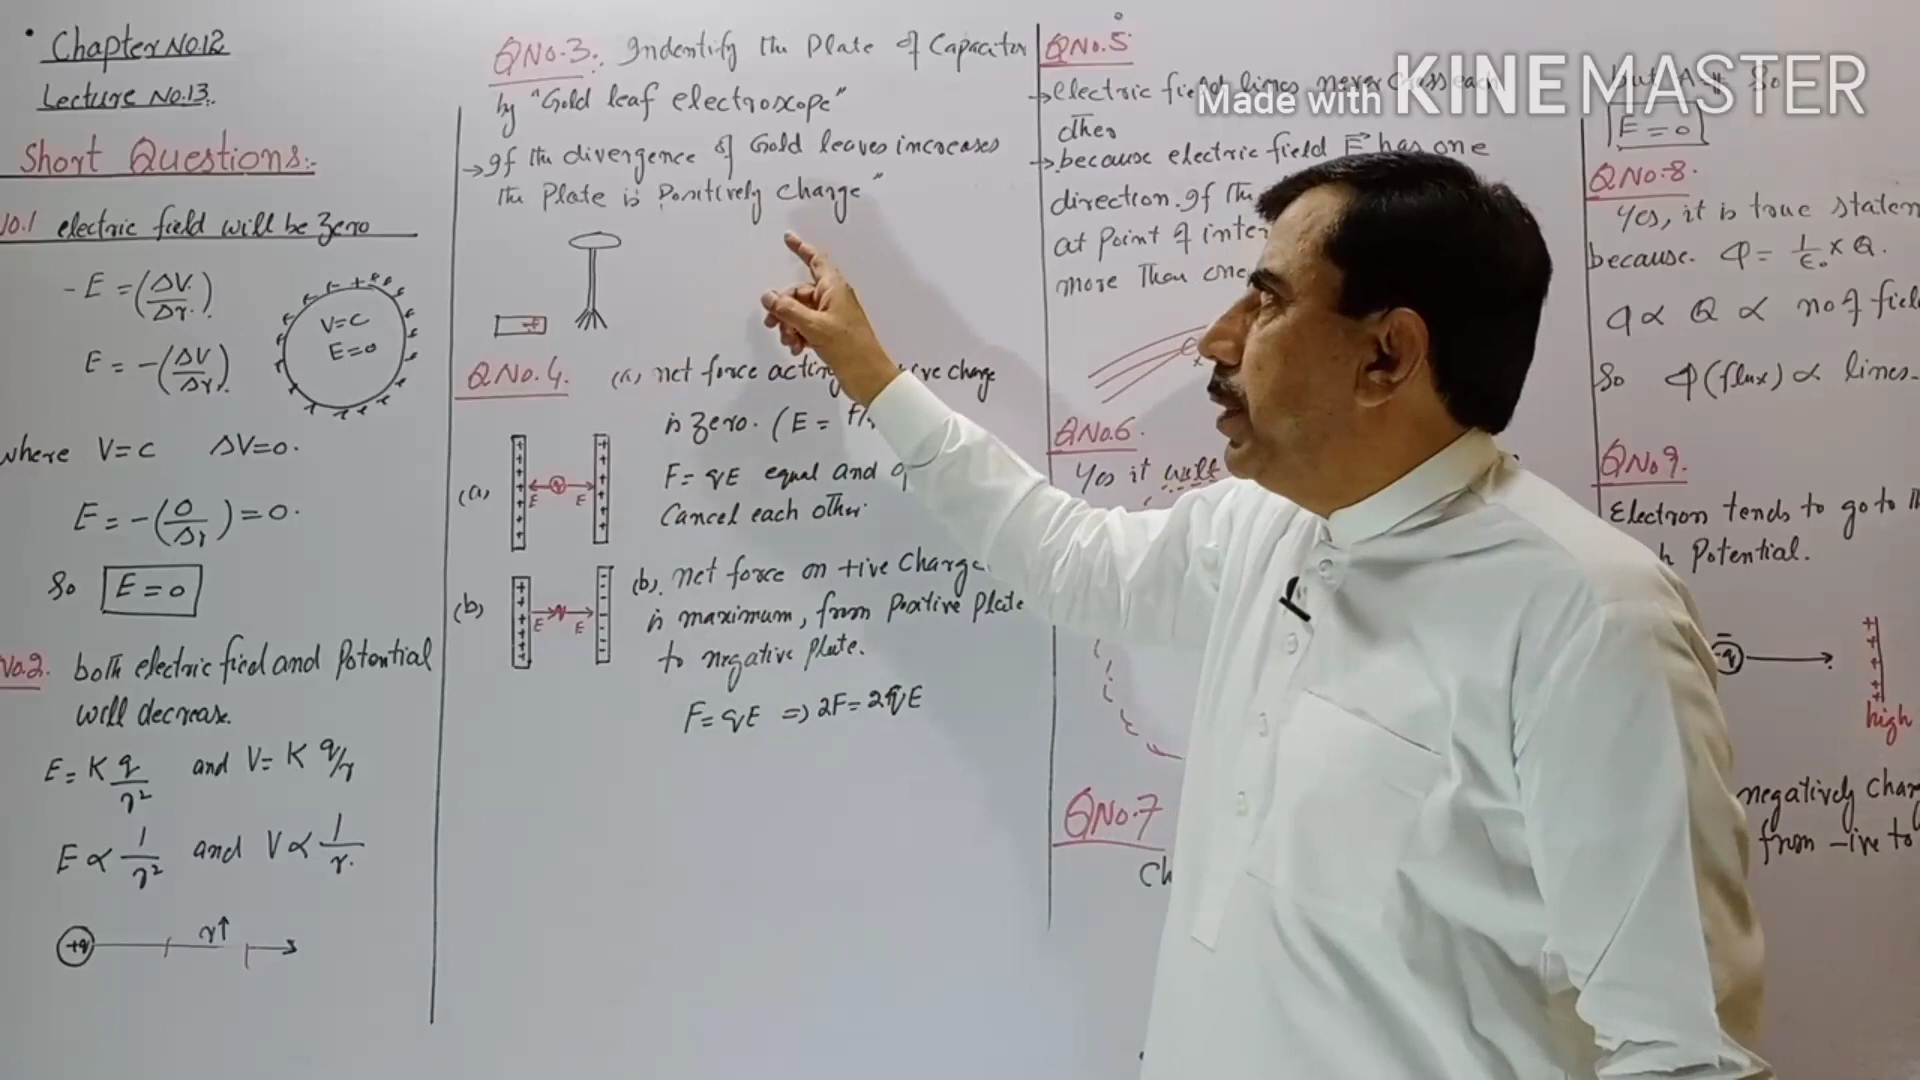 Chapter No.12
Lecture No.13.
Short Questions:-
No.1 electric field will be Zero
- E = (ΔV/Δr)
E = -(ΔV/Δr)
V=C
E=0
where V=C ΔV=0.
E = -(0/Δr) = 0.
So E = 0
No.2. both electric field and Potential
will decrease.
E = K q/r² and V = K q/r
E ∝ 1/r² and V ∝ 1/r.
+q r↑
QNo.3:. Indentify the Plate of Capacitor
by "Gold leaf electroscope"
→ If the divergence of Gold leaves increases
the Plate is Positively charge"
+
QNo.4. (a) net force acting
is zero. (E = F/
F = qE equal and
Cancel each other.
(a) E q E
(b) E E
(b). net force on +ive Charge
is maximum, from positive plate
to negative plate.
F = qE ⇒ 2F = 2qE
QNo.5
→ electric field lines never Cross each
other
→ because electric field E has one
direction. If the
at point of inter
more than one
QNo.6.
Yes it will
QNo.7
Ch
So
E = 0
QNo.8.
Yes, it is true statem
because. φ = 1/ε₀ × Q.
φ ∝ Q ∝ no of field
So φ (flux) ∝ lines.
QNo9.
Electron tends to go to
Potential.
-q
high
negatively Char
from -ive to
Made with KINEMASTER